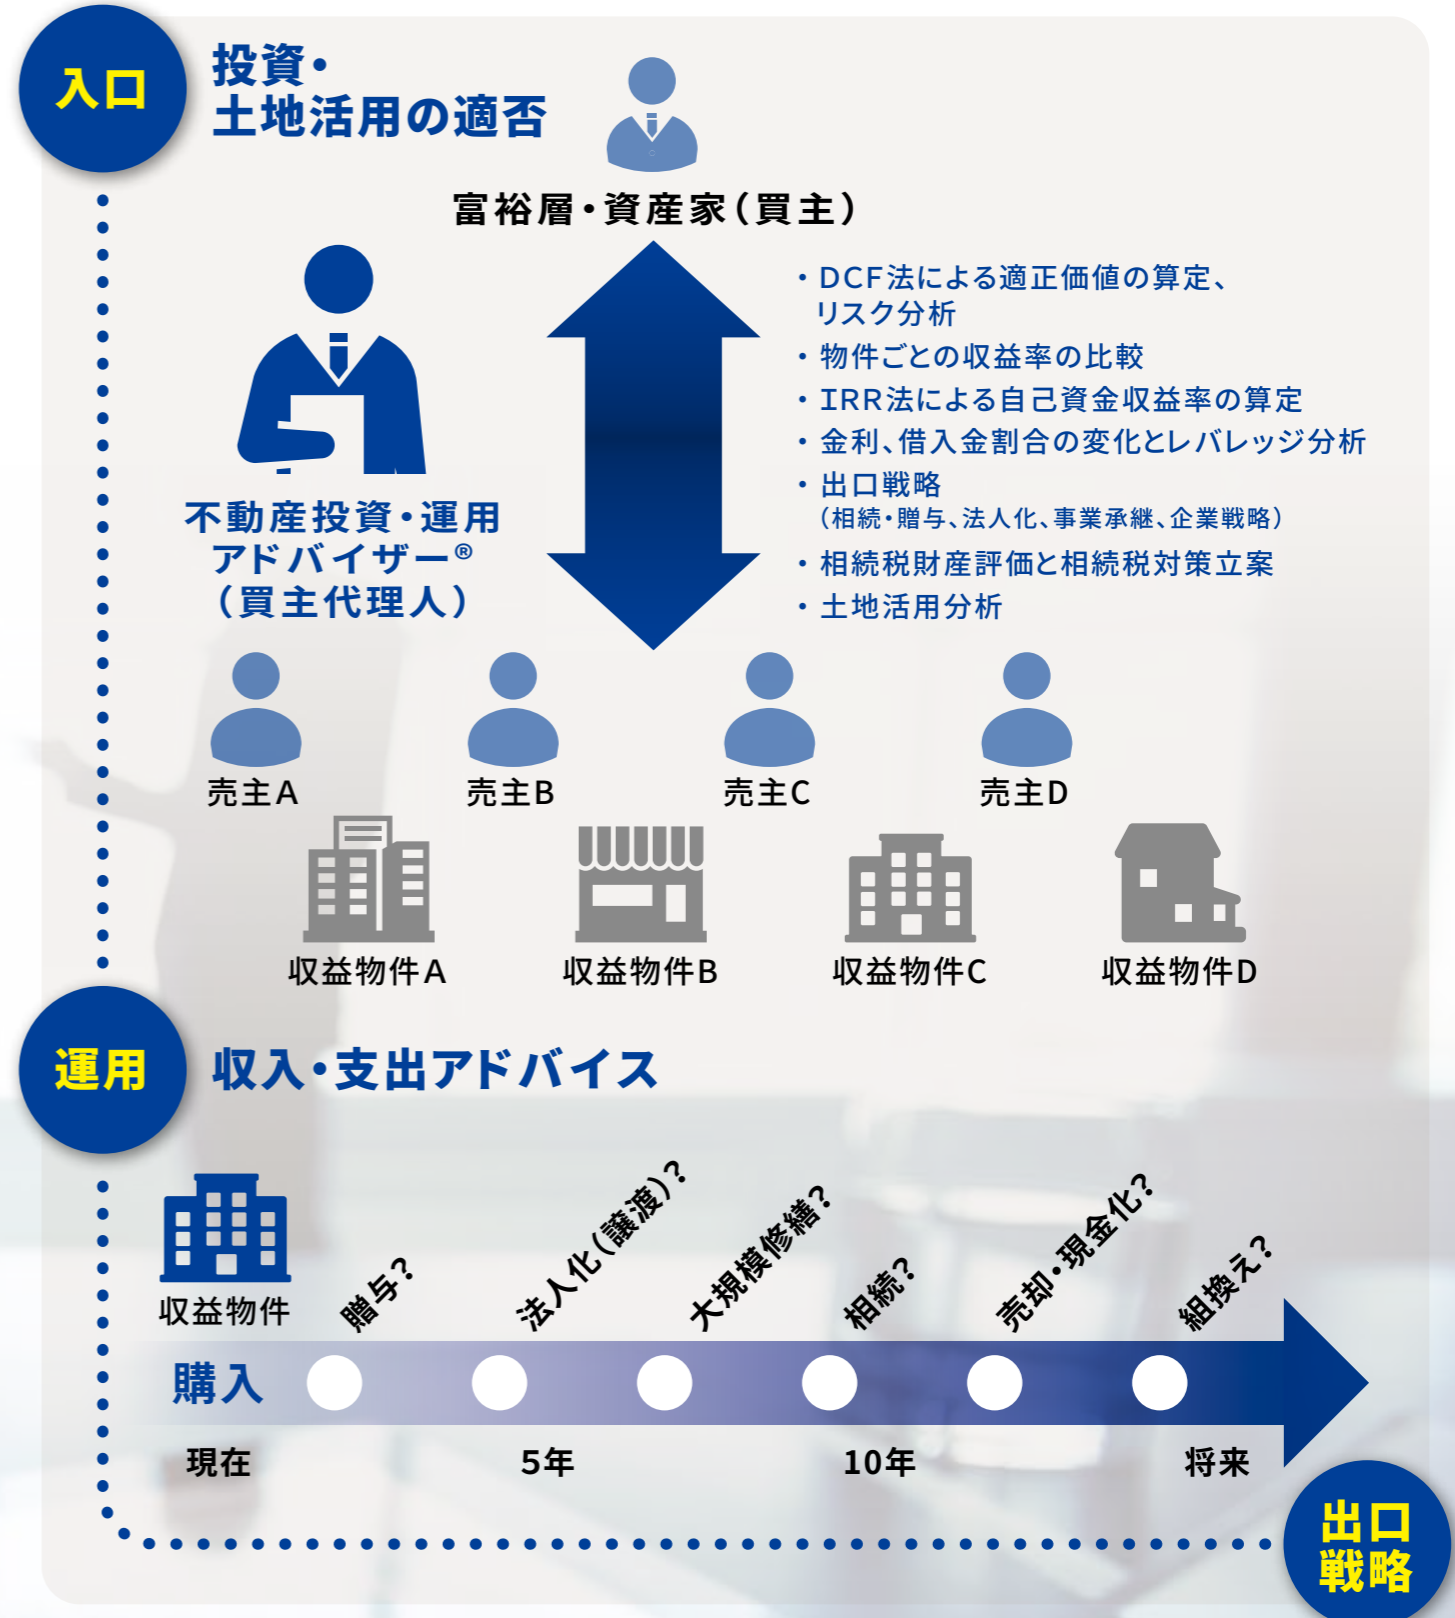 入口
投資・
土地活用の適否
富裕層・資産家（買主）
不動産投資・運用
アドバイザー®
（買主代理人）
・DCF法による適正価値の算定、
リスク分析
・物件ごとの収益率の比較
・IRR法による自己資金収益率の算定
・金利、借入金割合の変化とレバレッジ分析
・出口戦略
（相続・贈与、法人化、事業承継、企業戦略）
・相続税財産評価と相続税対策立案
・土地活用分析
売主A
売主B
売主C
売主D
収益物件A
収益物件B
収益物件C
収益物件D
運用
収入・支出アドバイス
収益物件
贈与？
法人化（譲渡）？
大規模修繕？
相続？
売却・現金化？
組換え？
購入
現在
5年
10年
将来
出口
戦略